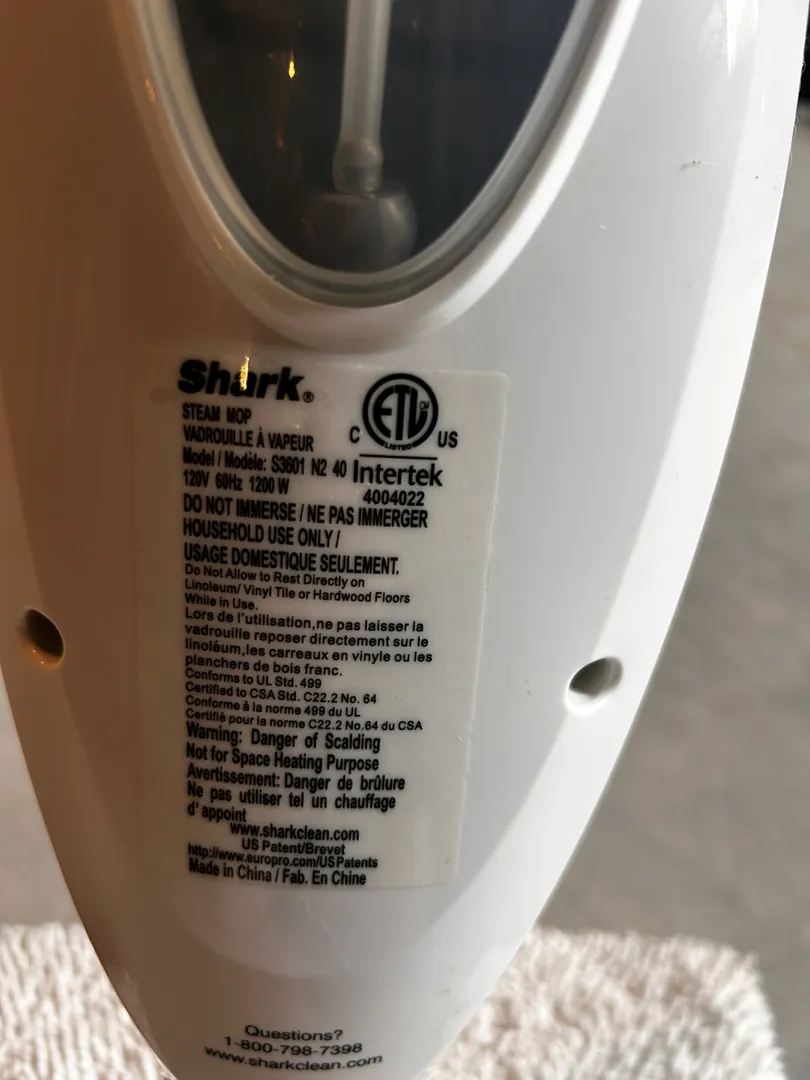 Shark®
STEAM MOP
VADROUILLE À VAPEUR
Model / Modèle: S3601 N2 40
120V 60Hz 1200 W
ETL CM
LISTED
C US
Intertek
4004022
DO NOT IMMERSE / NE PAS IMMERGER
HOUSEHOLD USE ONLY /
USAGE DOMESTIQUE SEULEMENT.
Do Not Allow to Rest Directly on
Linoleum/ Vinyl Tile or Hardwood Floors
While in Use.
Lors de l'utilisation,ne pas laisser la
vadrouille reposer directement sur le
linoléum,les carreaux en vinyle ou les
planchers de bois franc.
Conforms to UL Std. 499
Certified to CSA Std. C22.2 No. 64
Conforme à la norme 499 du UL
Certifié pour la norme C22.2 No.64 du CSA
Warning: Danger of Scalding
Not for Space Heating Purpose
Avertissement: Danger de brûlure
Ne pas utiliser tel un chauffage
d'appoint
www.sharkclean.com
US Patent/Brevet
http://www.europro.com/US Patents
Made in China / Fab. En Chine
Questions?
1-800-798-7398
www.sharkclean.com